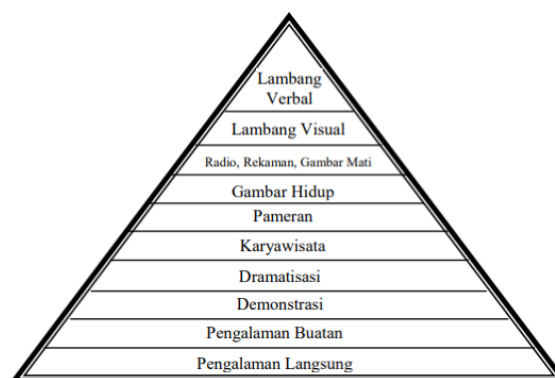 Lambang
Verbal
Lambang Visual
Radio, Rekaman, Gambar Mati
Gambar Hidup
Pameran
Karyawisata
Dramatisasi
Demonstrasi
Pengalaman Buatan
Pengalaman Langsung